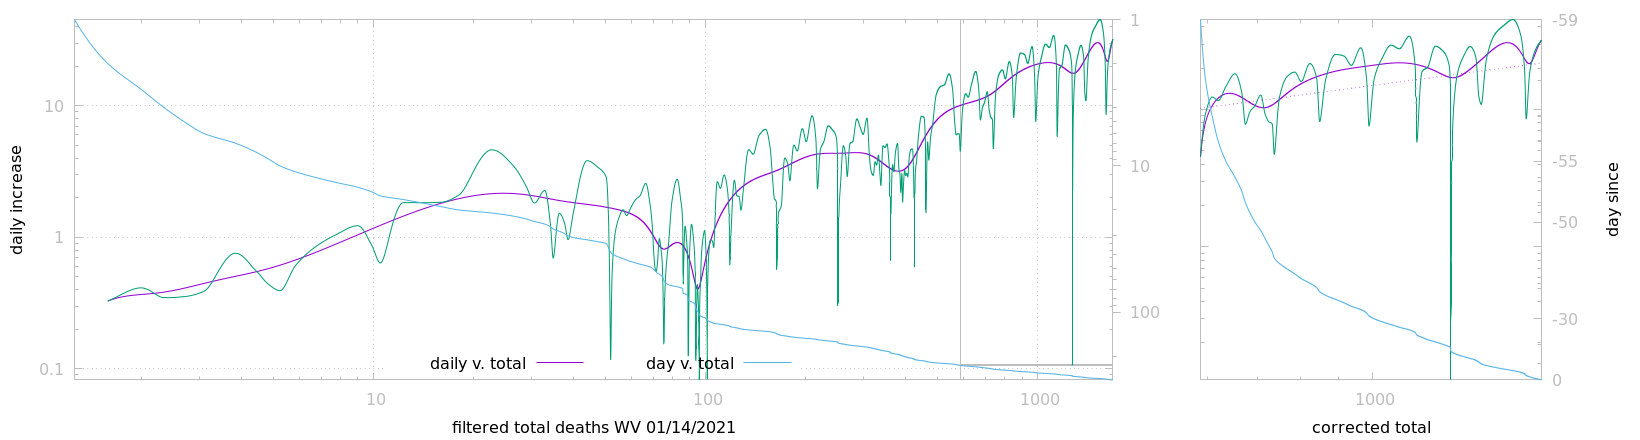 daily increase
10
1
0.1
10
100
1000
1
10
100
daily v. total
day v. total
filtered total deaths WV 01/14/2021
1000
corrected total
-59
-55
-50
-30
0
day since